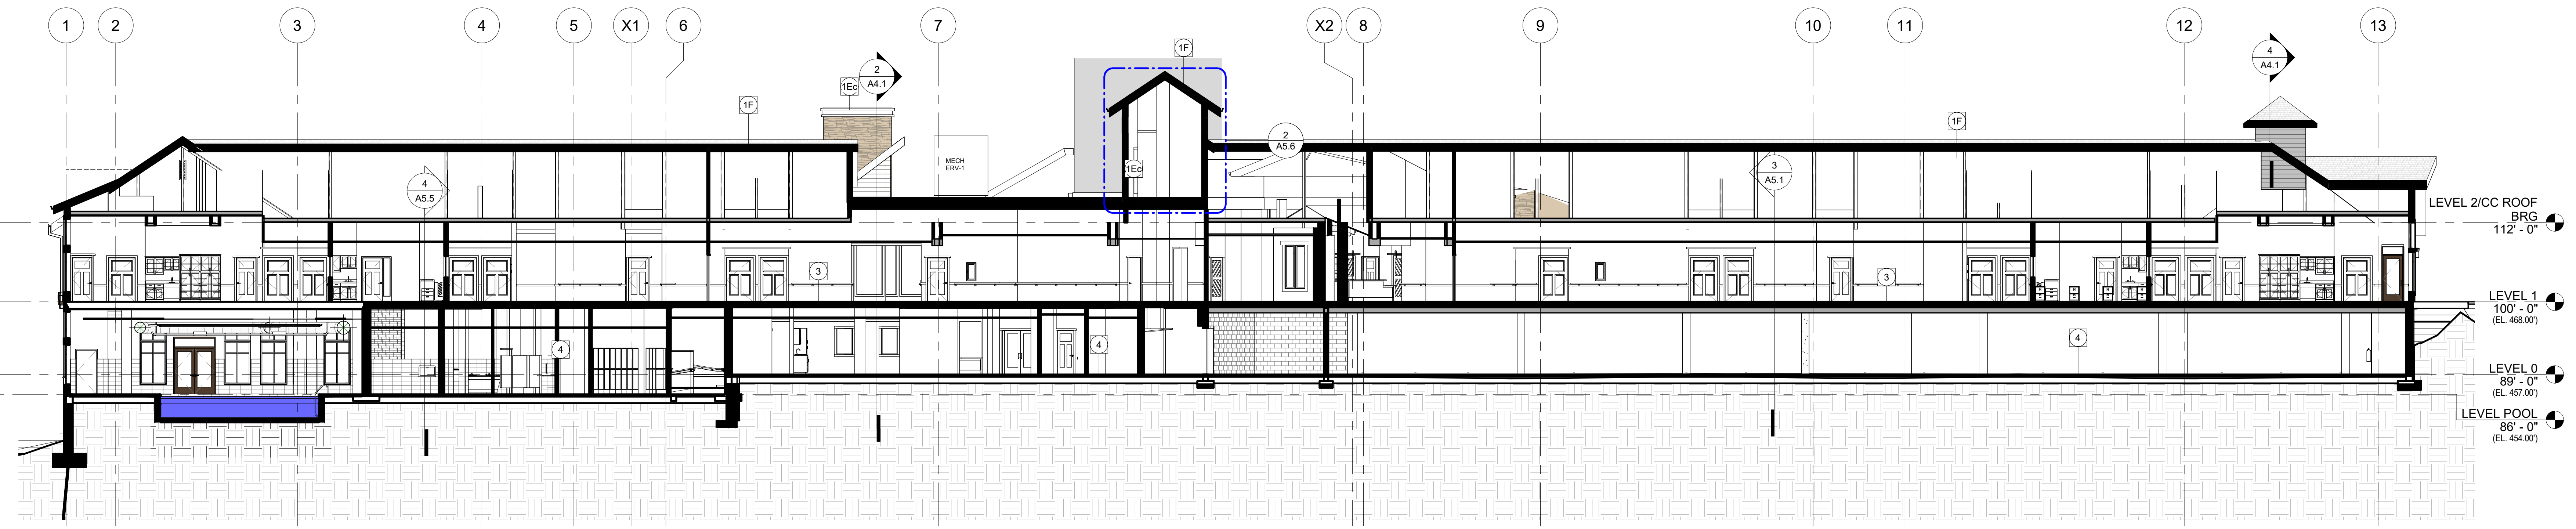 1
2
3
4
5
X1
6
7
X2
8
9
10
11
12
13
1F
2
A4.1
4
A4.1
1Ec
1F
1F
2
A5.6
MECH
ERV-1
1Ec
3
A5.1
4
A5.5
LEVEL 2/CC ROOF
BRG
112' - 0"
3
3
LEVEL 1
100' - 0"
(EL. 468.00')
4
4
4
LEVEL 0
89' - 0"
(EL. 457.00')
LEVEL POOL
86' - 0"
(EL. 454.00')